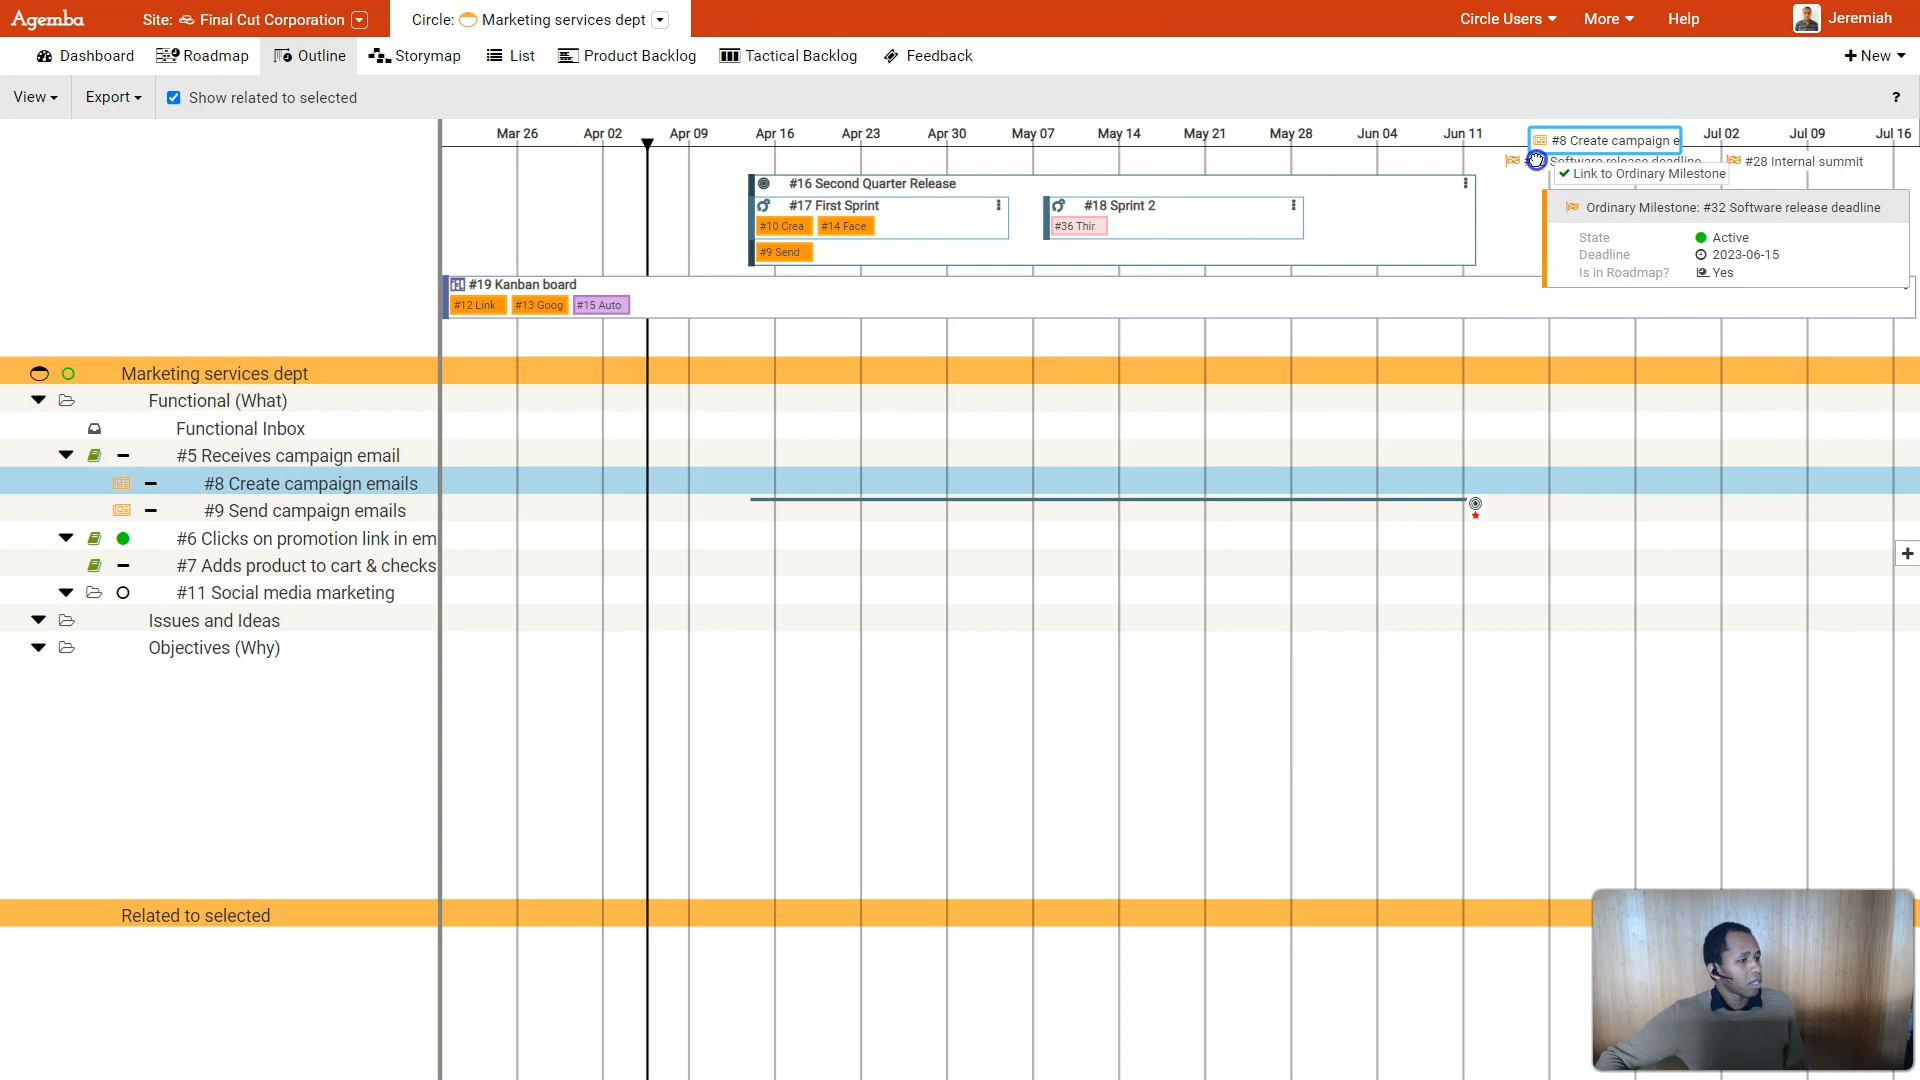 Agemba
Site: Final Cut Corporation
Circle: Marketing services dept
Circle Users
More
Help
Jeremiah
Dashboard
Roadmap
Outline
Storymap
List
Product Backlog
Tactical Backlog
Feedback
New
View
Export
Show related to selected
?
Mar 26
Apr 02
Apr 09
Apr 16
Apr 23
Apr 30
May 07
May 14
May 21
May 28
Jun 04
Jun 11
#8 Create campaign e
Jul 02
Jul 09
Jul 16
Software release deadline
#28 Internal summit
Link to Ordinary Milestone
#16 Second Quarter Release
#17 First Sprint
#18 Sprint 2
#10 Crea
#14 Face
#36 Thir
#9 Send
Ordinary Milestone: #32 Software release deadline
State Active
Deadline 2023-06-15
Is in Roadmap? Yes
#19 Kanban board
#12 Link
#13 Goog
#15 Auto
Marketing services dept
Functional (What)
Functional Inbox
#5 Receives campaign email
#8 Create campaign emails
#9 Send campaign emails
#6 Clicks on promotion link in em
#7 Adds product to cart & checks
#11 Social media marketing
Issues and Ideas
Objectives (Why)
Related to selected